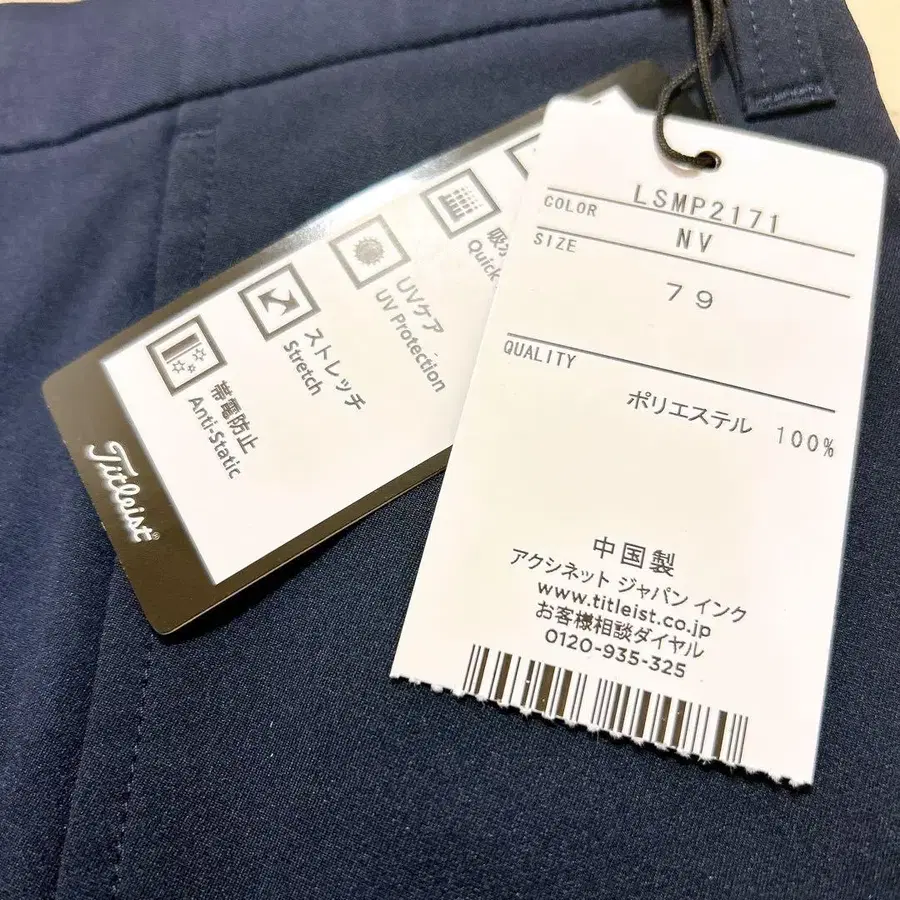 LSMP2171
COLOR NV
SIZE
79
QUALITY
ポリエステル 100%
中国製
アクシネット ジャパン インク
www.titleist.co.jp
お客様相談ダイヤル
0120-935-325
Quick
UVケア
UV Protection
ストレッチ
Stretch
帯電防止
Anti-Static
Titleist